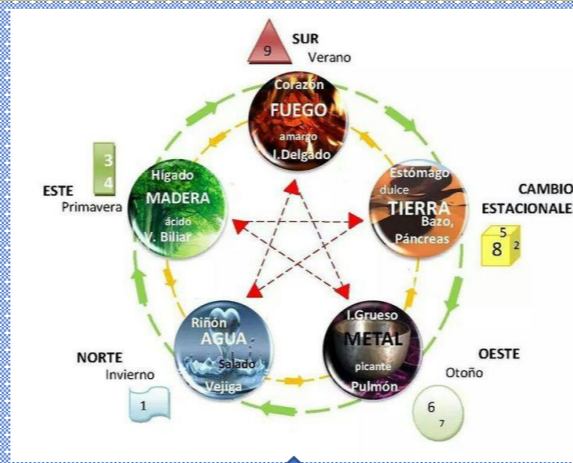 9
SUR
Verano
Corazón
FUEGO
amargo
I.Delgado
3
4
ESTE
Primavera
Hígado
MADERA
ácido
V. Biliar
Estómago
dulce
TIERRA
Bazo,
Páncreas
CAMBIO
ESTACIONALE
5
8 2
Riñón
AGUA
Salado
Vejiga
I.Grueso
METAL
picante
Pulmón
NORTE
Invierno
1
OESTE
Otoño
6
7